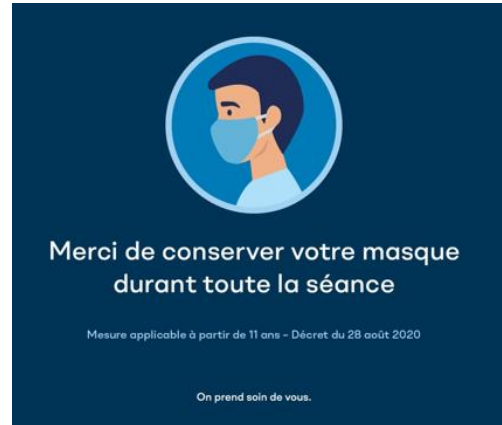 Merci de conserver votre masque
durant toute la séance
Mesure applicable à partir de 11 ans - Décret du 28 août 2020
On prend soin de vous.